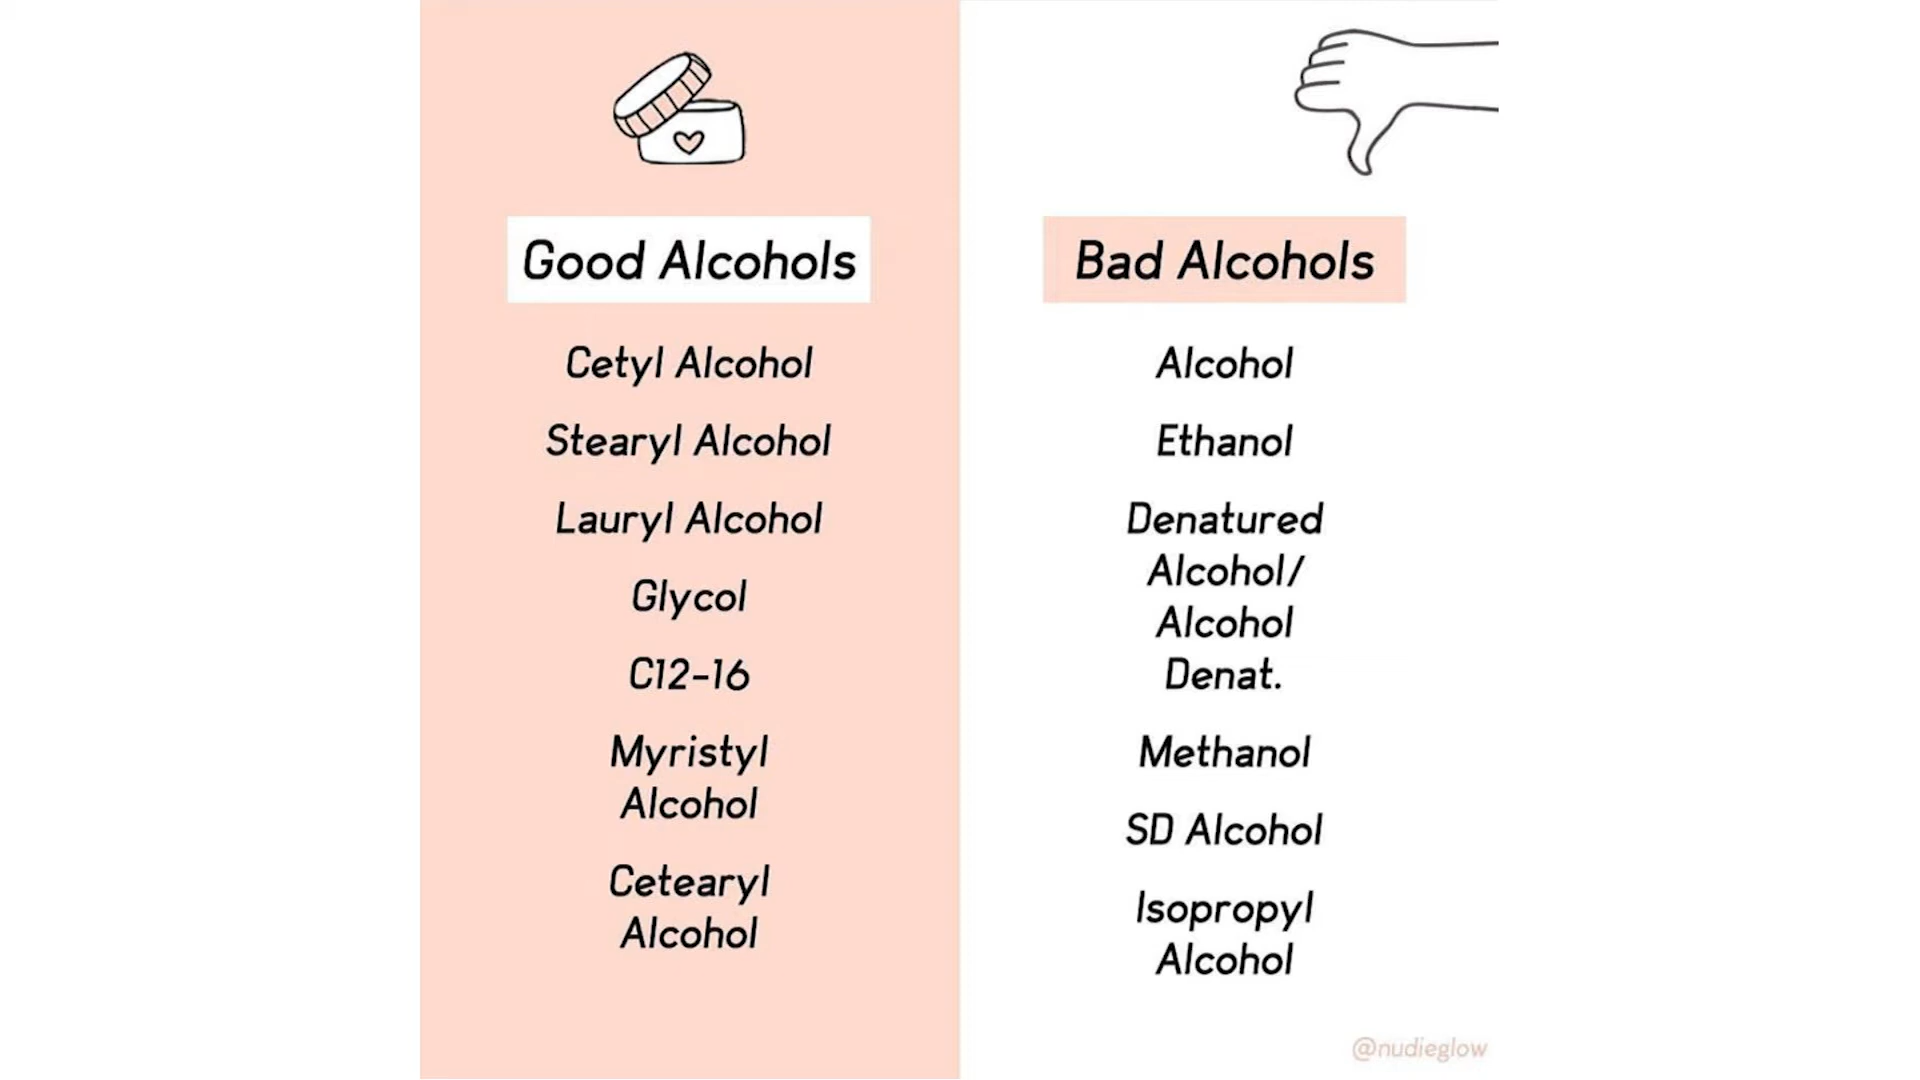 Good Alcohols
Cetyl Alcohol
Stearyl Alcohol
Lauryl Alcohol
Glycol
C12-16
Myristyl
Alcohol
Cetearyl
Alcohol
Bad Alcohols
Alcohol
Ethanol
Denatured
Alcohol/
Alcohol
Denat.
Methanol
SD Alcohol
Isopropyl
Alcohol
@nudieglow